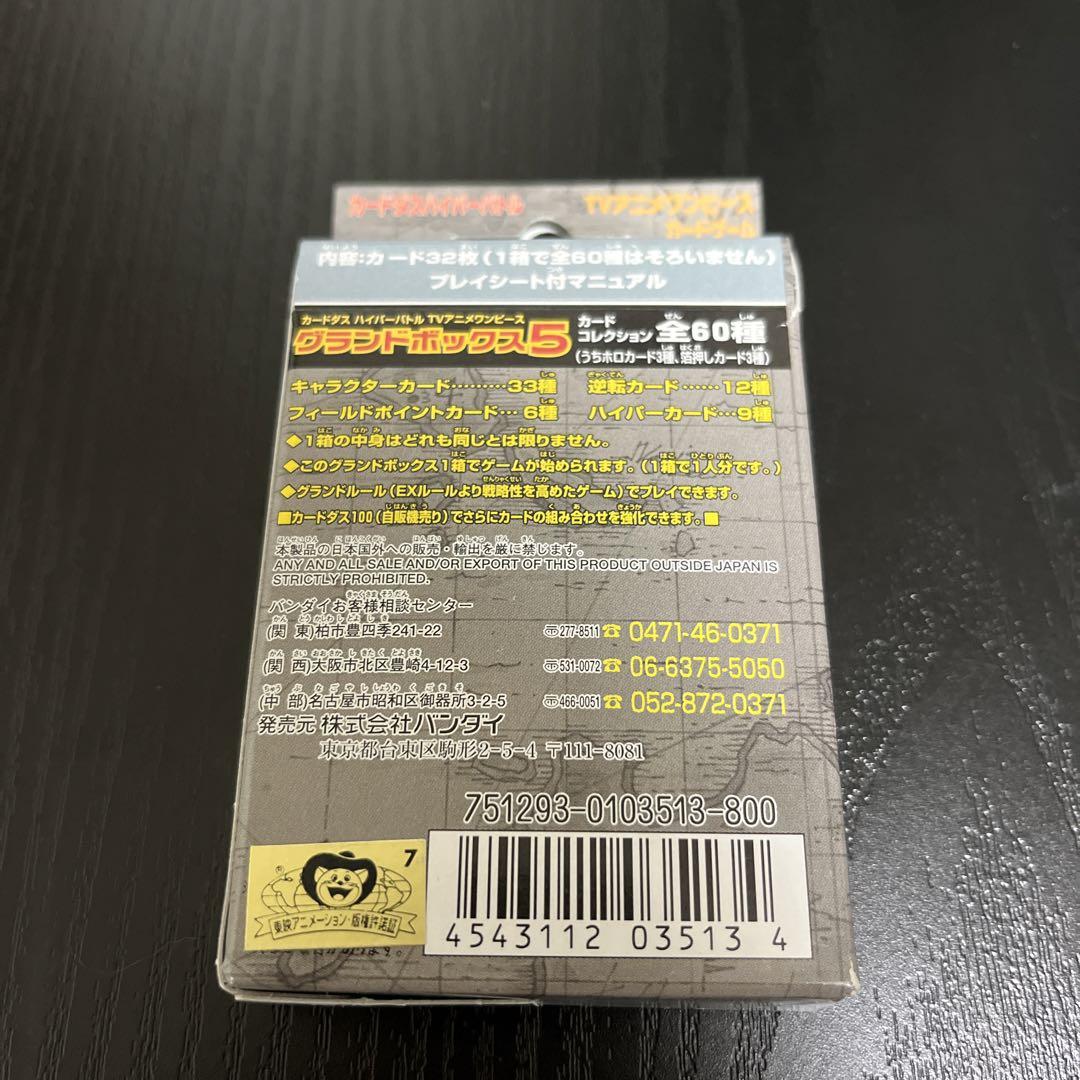 カードダスハイパーバトル TVアニメワンピース
カードゲーム
内容:カード32枚(1箱で全60種はそろいません)
プレイシート付マニュアル
カードダス ハイパーバトル TVアニメワンピース
グランドボックス5
カード
コレクション 全60種
(うちホロカード3種、箔押しカード3種)
キャラクターカード………33種 逆転カード……12種
フィールドポイントカード…6種 ハイパーカード…9種
◆1箱の中身はどれも同じとは限りません。
◆このグランドボックス1箱でゲームが始められます。(1箱で1人分です。)
◆グランドルール(EXルールより戦略性を高めたゲーム)でプレイできます。
■カードダス100(自販機売り)でさらにカードの組み合わせを強化できます。■
本製品の日本国外への販売・輸出を厳に禁じます。
ANY AND ALL SALE AND/OR EXPORT OF THIS PRODUCT OUTSIDE JAPAN IS
STRICTLY PROHIBITED.
バンダイお客様相談センター
(関 東)柏市豊四季241-22 〒277-8511 ☎ 0471-46-0371
(関 西)大阪市北区豊崎4-12-3 〒531-0072 ☎ 06-6375-5050
(中 部)名古屋市昭和区御器所3-2-5 〒466-0051 ☎ 052-872-0371
発売元 株式会社バンダイ
東京都台東区駒形2-5-4 〒111-8081
751293-0103513-800
7
東映アニメーション・版権許諾証
4543112 035134